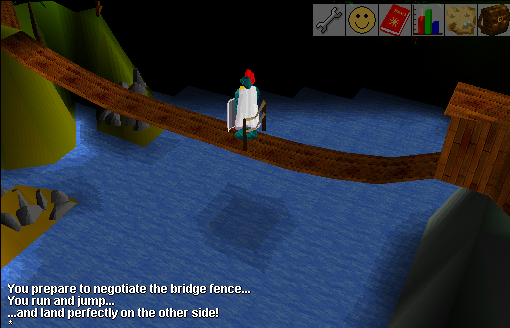 You prepare to negotiate the bridge fence...
You run and jump...
...and land perfectly on the other side!
*